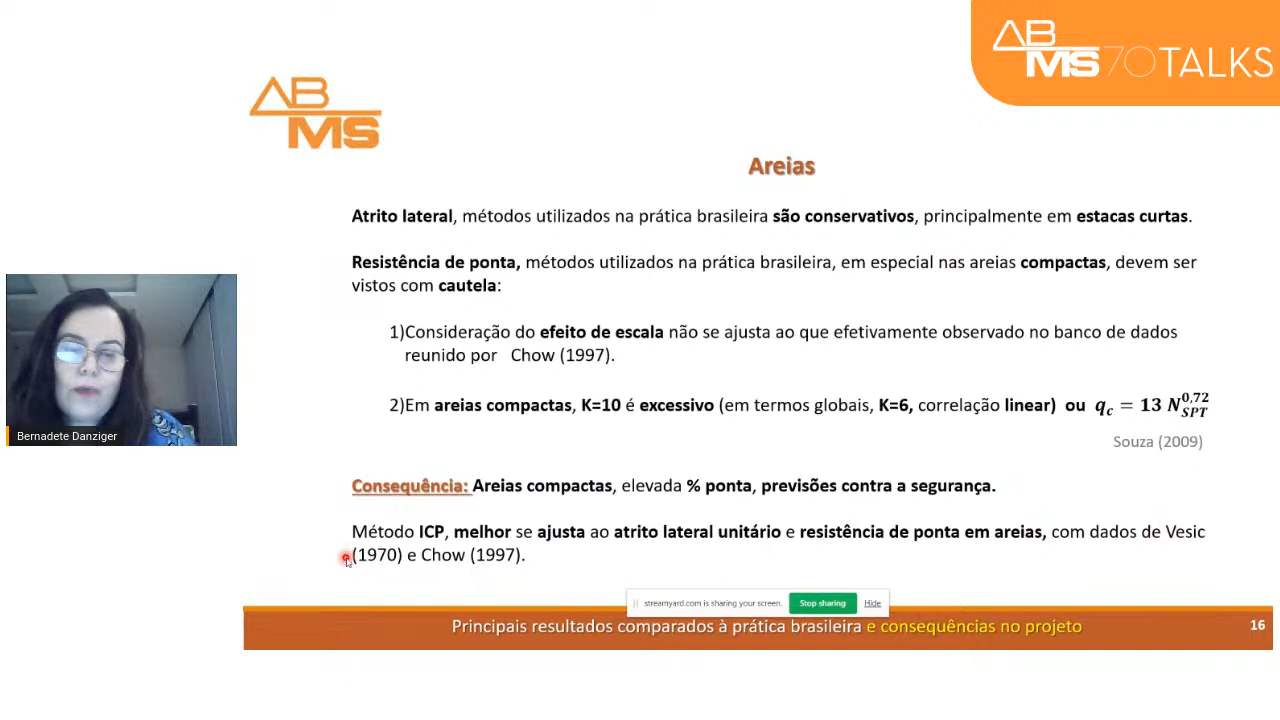 AB
MS 70 TALKS
AB
MS
Areias
Atrito lateral, métodos utilizados na prática brasileira são conservativos, principalmente em estacas curtas.
Resistência de ponta, métodos utilizados na prática brasileira, em especial nas areias compactas, devem ser
vistos com cautela:
1)Consideração do efeito de escala não se ajusta ao que efetivamente observado no banco de dados
reunido por Chow (1997).
2)Em areias compactas, K=10 é excessivo (em termos globais, K=6, correlação linear) ou q_c = 13 N_SPT^0,72
Souza (2009)
Consequência: Areias compactas, elevada % ponta, previsões contra a segurança.
Método ICP, melhor se ajusta ao atrito lateral unitário e resistência de ponta em areias, com dados de Vesic
(1970) e Chow (1997).
Bernadete Danziger
streamyard.com is sharing your screen. Stop sharing Hide
Principais resultados comparados à prática brasileira e consequências no projeto 16